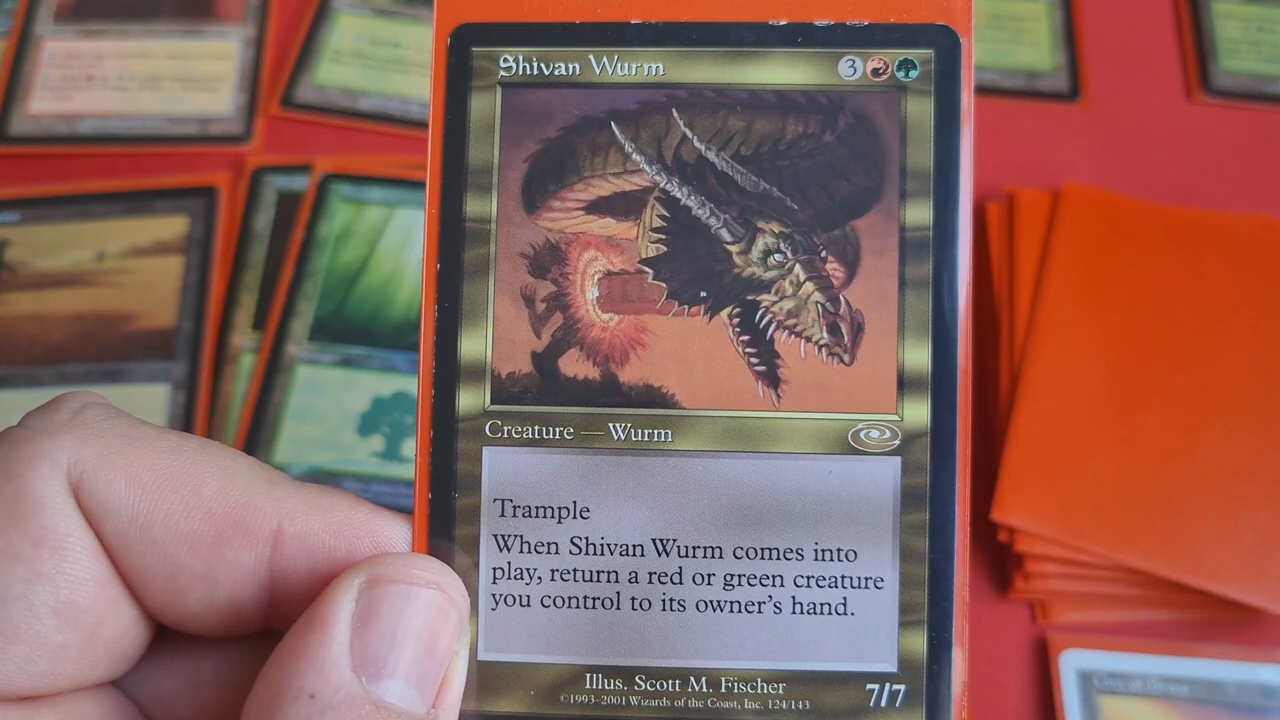 Shivan Wurm
3
Creature — Wurm
Trample
When Shivan Wurm comes into
play, return a red or green creature
you control to its owner's hand.
Illus. Scott M. Fischer
©1993–2001 Wizards of the Coast, Inc. 124/143
7/7